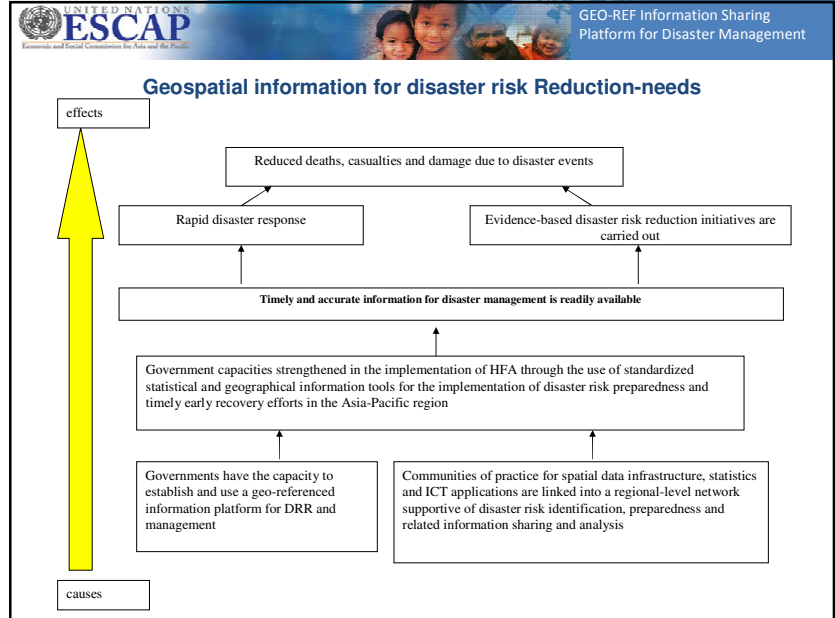 UNITED NATIONS
ESCAP
Economic and Social Commission for Asia and the Pacific
GEO-REF Information Sharing
Platform for Disaster Management
Geospatial information for disaster risk Reduction-needs
effects
Reduced deaths, casualties and damage due to disaster events
Rapid disaster response
Evidence-based disaster risk reduction initiatives are
carried out
Timely and accurate information for disaster management is readily available
Government capacities strengthened in the implementation of HFA through the use of standardized
statistical and geographical information tools for the implementation of disaster risk preparedness and
timely early recovery efforts in the Asia-Pacific region
Governments have the capacity to
establish and use a geo-referenced
information platform for DRR and
management
Communities of practice for spatial data infrastructure, statistics
and ICT applications are linked into a regional-level network
supportive of disaster risk identification, preparedness and
related information sharing and analysis
causes